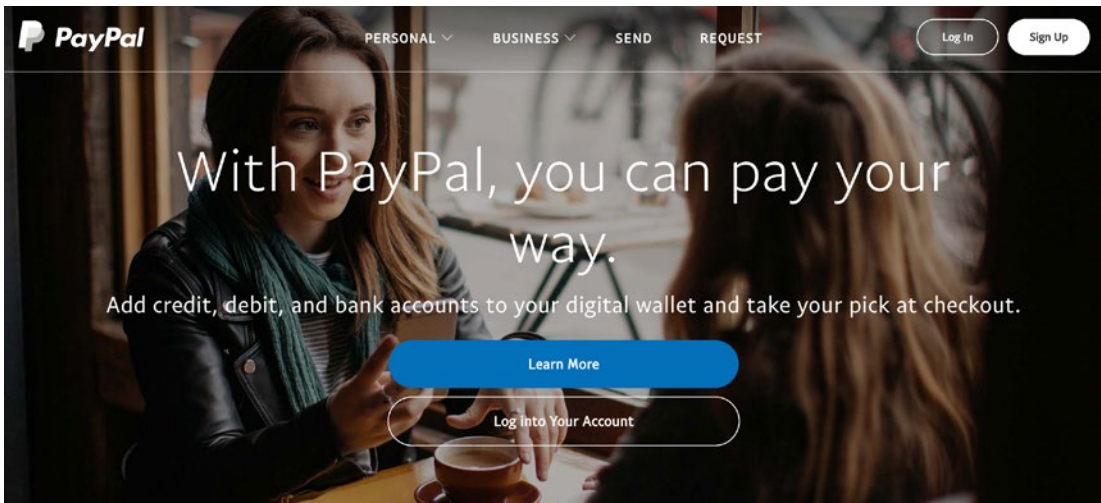 PayPal PERSONAL BUSINESS SEND REQUEST Log In Sign Up
With PayPal, you can pay your
way.
Add credit, debit, and bank accounts to your digital wallet and take your pick at checkout.
Learn More
Log into Your Account